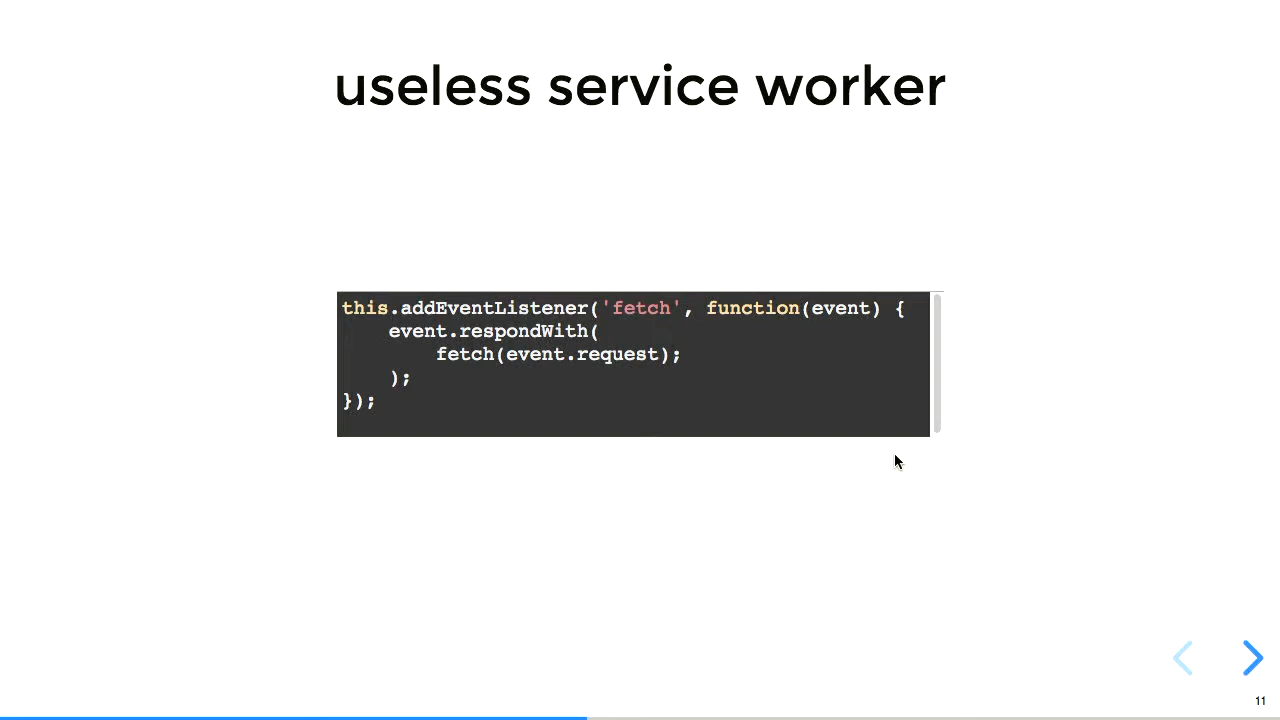 useless service worker
this.addEventListener('fetch', function(event) {
    event.respondWith(
        fetch(event.request);
    );
});
11